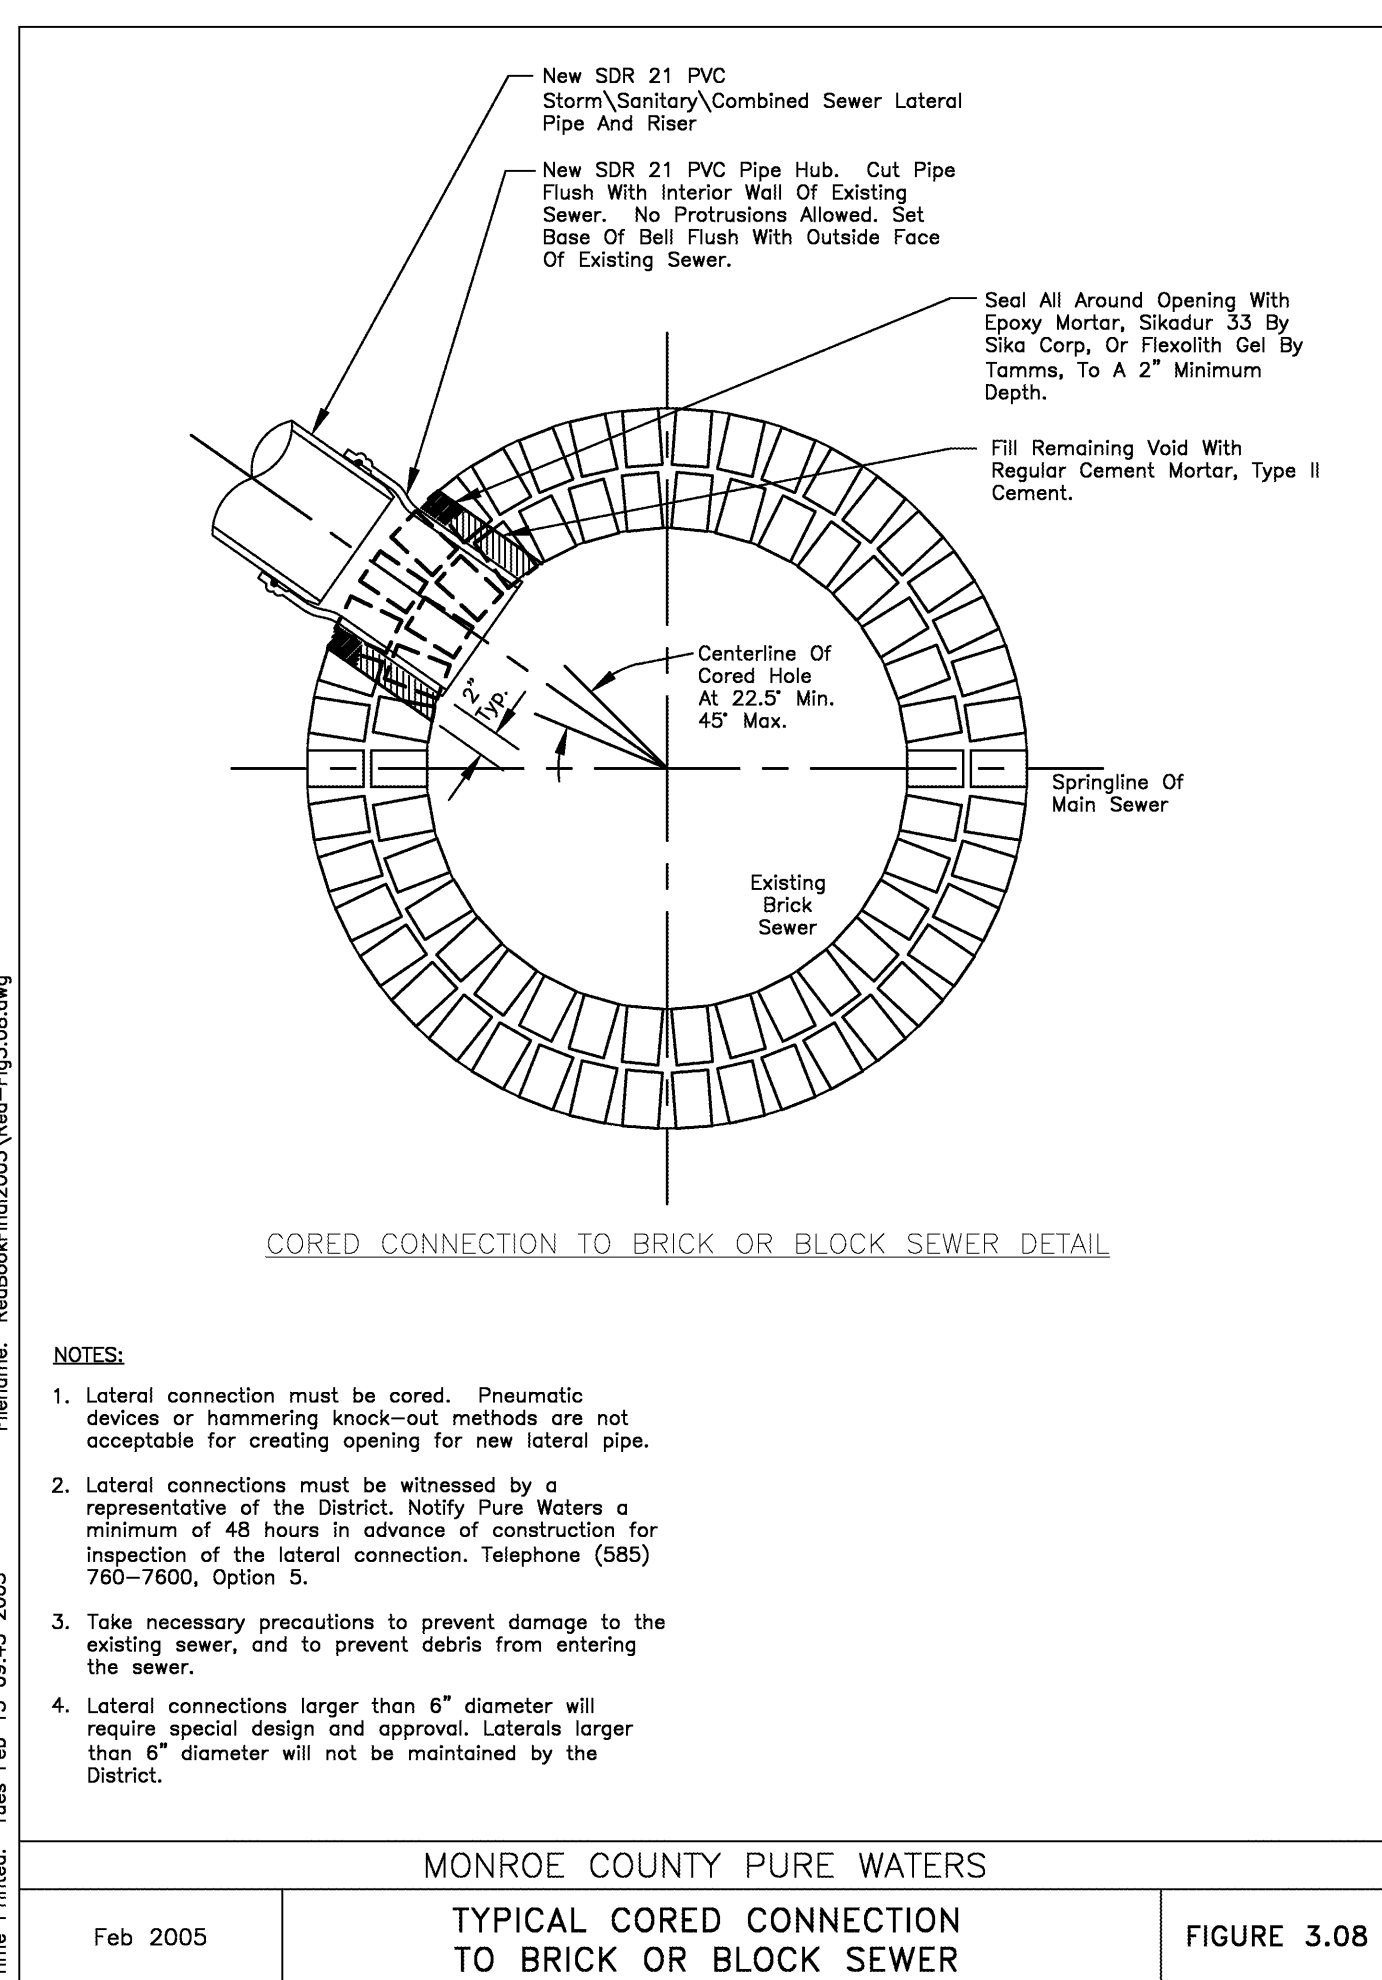 New SDR 21 PVC
Storm\Sanitary\Combined Sewer Lateral
Pipe And Riser
New SDR 21 PVC Pipe Hub. Cut Pipe
Flush With Interior Wall Of Existing
Sewer. No Protrusions Allowed. Set
Base Of Bell Flush With Outside Face
Of Existing Sewer.
Seal All Around Opening With
Epoxy Mortar, Sikadur 33 By
Sika Corp, Or Flexolith Gel By
Tamms, To A 2" Minimum
Depth.
Fill Remaining Void With
Regular Cement Mortar, Type II
Cement.
Centerline Of
Cored Hole
At 22.5° Min.
45° Max.
2"
Typ.
Springline Of
Main Sewer
Existing
Brick
Sewer
CORED CONNECTION TO BRICK OR BLOCK SEWER DETAIL
NOTES:
1. Lateral connection must be cored. Pneumatic
devices or hammering knock-out methods are not
acceptable for creating opening for new lateral pipe.
2. Lateral connections must be witnessed by a
representative of the District. Notify Pure Waters a
minimum of 48 hours in advance of construction for
inspection of the lateral connection. Telephone (585)
760-7600, Option 5.
3. Take necessary precautions to prevent damage to the
existing sewer, and to prevent debris from entering
the sewer.
4. Lateral connections larger than 6" diameter will
require special design and approval. Laterals larger
than 6" diameter will not be maintained by the
District.
MONROE COUNTY PURE WATERS
Feb 2005
TYPICAL CORED CONNECTION
TO BRICK OR BLOCK SEWER
FIGURE 3.08